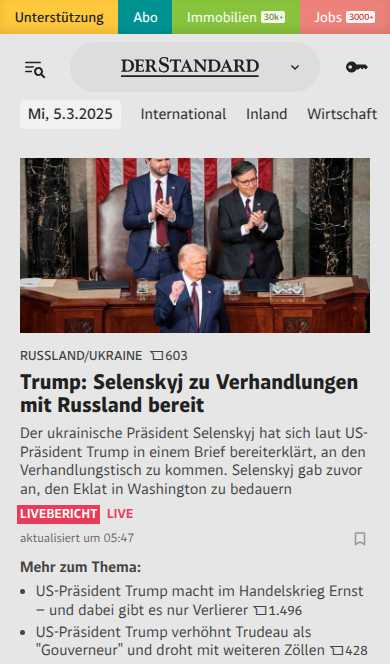 Unterstützung Abo Immobilien 30k+ Jobs 3000+
DERSTANDARD
Mi, 5.3.2025 International Inland Wirtschaft
RUSSLAND/UKRAINE 603
Trump: Selenskyj zu Verhandlungen
mit Russland bereit
Der ukrainische Präsident Selenskyj hat sich laut US-
Präsident Trump in einem Brief bereiterklärt, an den
Verhandlungstisch zu kommen. Selenskyj gab zuvor
an, den Eklat in Washington zu bedauern
LIVEBERICHT LIVE
aktualisiert um 05:47
Mehr zum Thema:
• US-Präsident Trump macht im Handelskrieg Ernst
– und dabei gibt es nur Verlierer 1.496
• US-Präsident Trump verhöhnt Trudeau als
"Gouverneur" und droht mit weiteren Zöllen 428